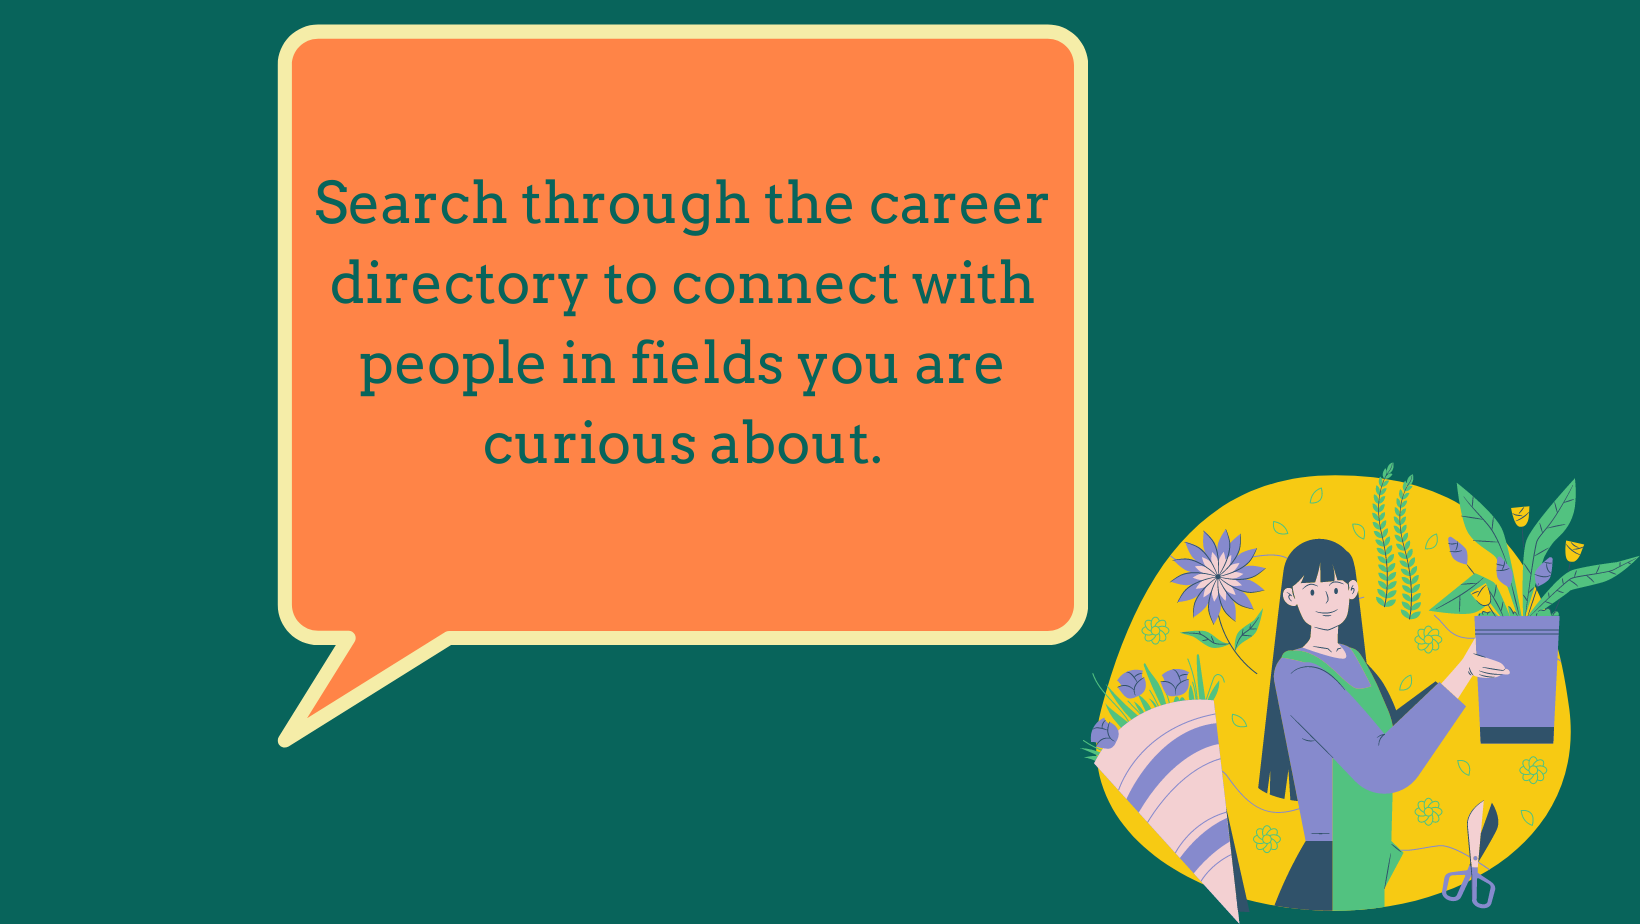 Search through the career
directory to connect with
people in fields you are
curious about.